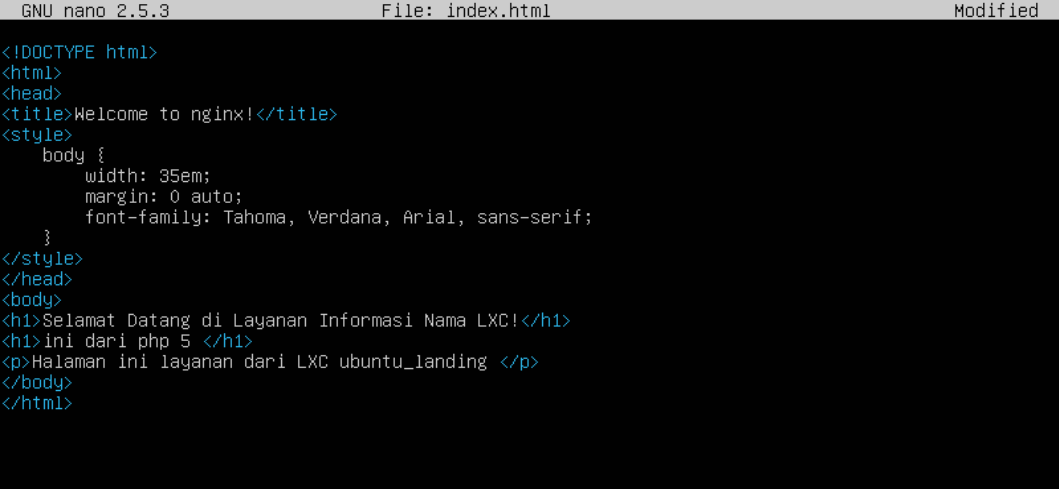 GNU nano 2.5.3 File: index.html Modified
<!DOCTYPE html>
<html>
<head>
<title>Welcome to nginx!</title>
<style>
    body {
        width: 35em;
        margin: 0 auto;
        font-family: Tahoma, Verdana, Arial, sans-serif;
    }
</style>
</head>
<body>
<h1>Selamat Datang di Layanan Informasi Nama LXC!</h1>
<h1>ini dari php 5 </h1>
<p>Halaman ini layanan dari LXC ubuntu_landing </p>
</body>
</html>